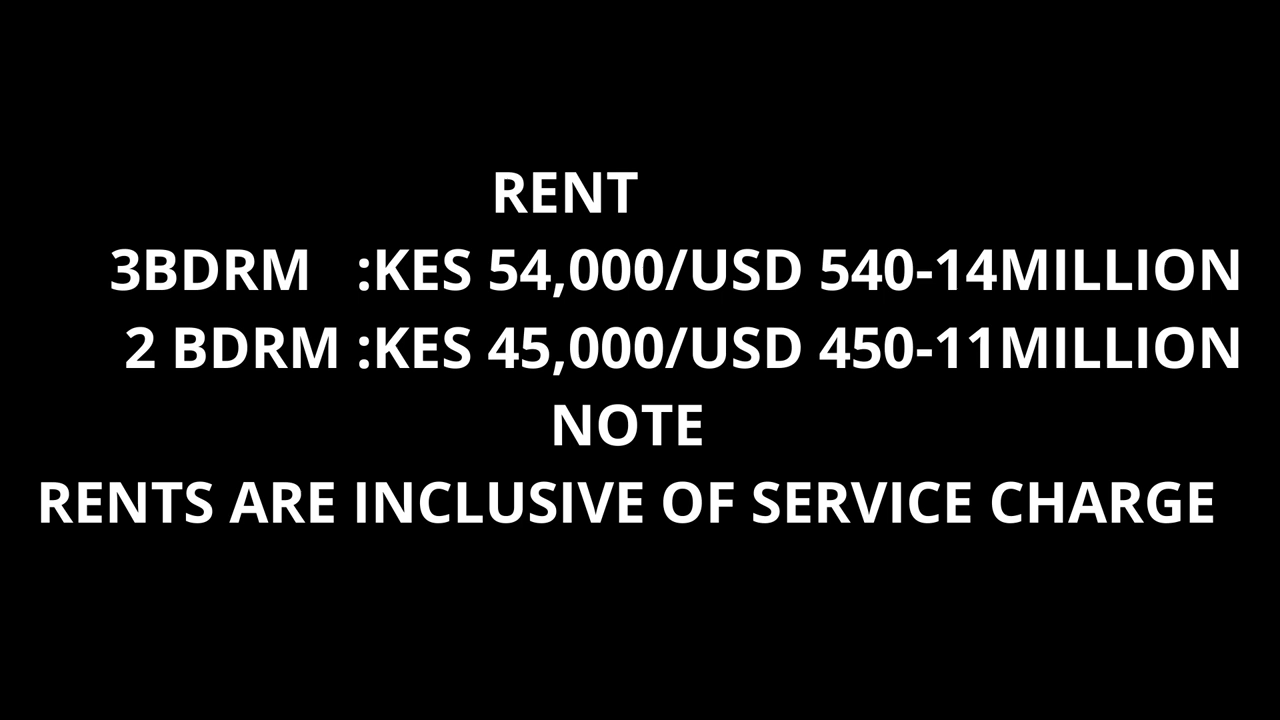 RENT
3BDRM :KES 54,000/USD 540-14MILLION
2 BDRM :KES 45,000/USD 450-11MILLION
NOTE
RENTS ARE INCLUSIVE OF SERVICE CHARGE